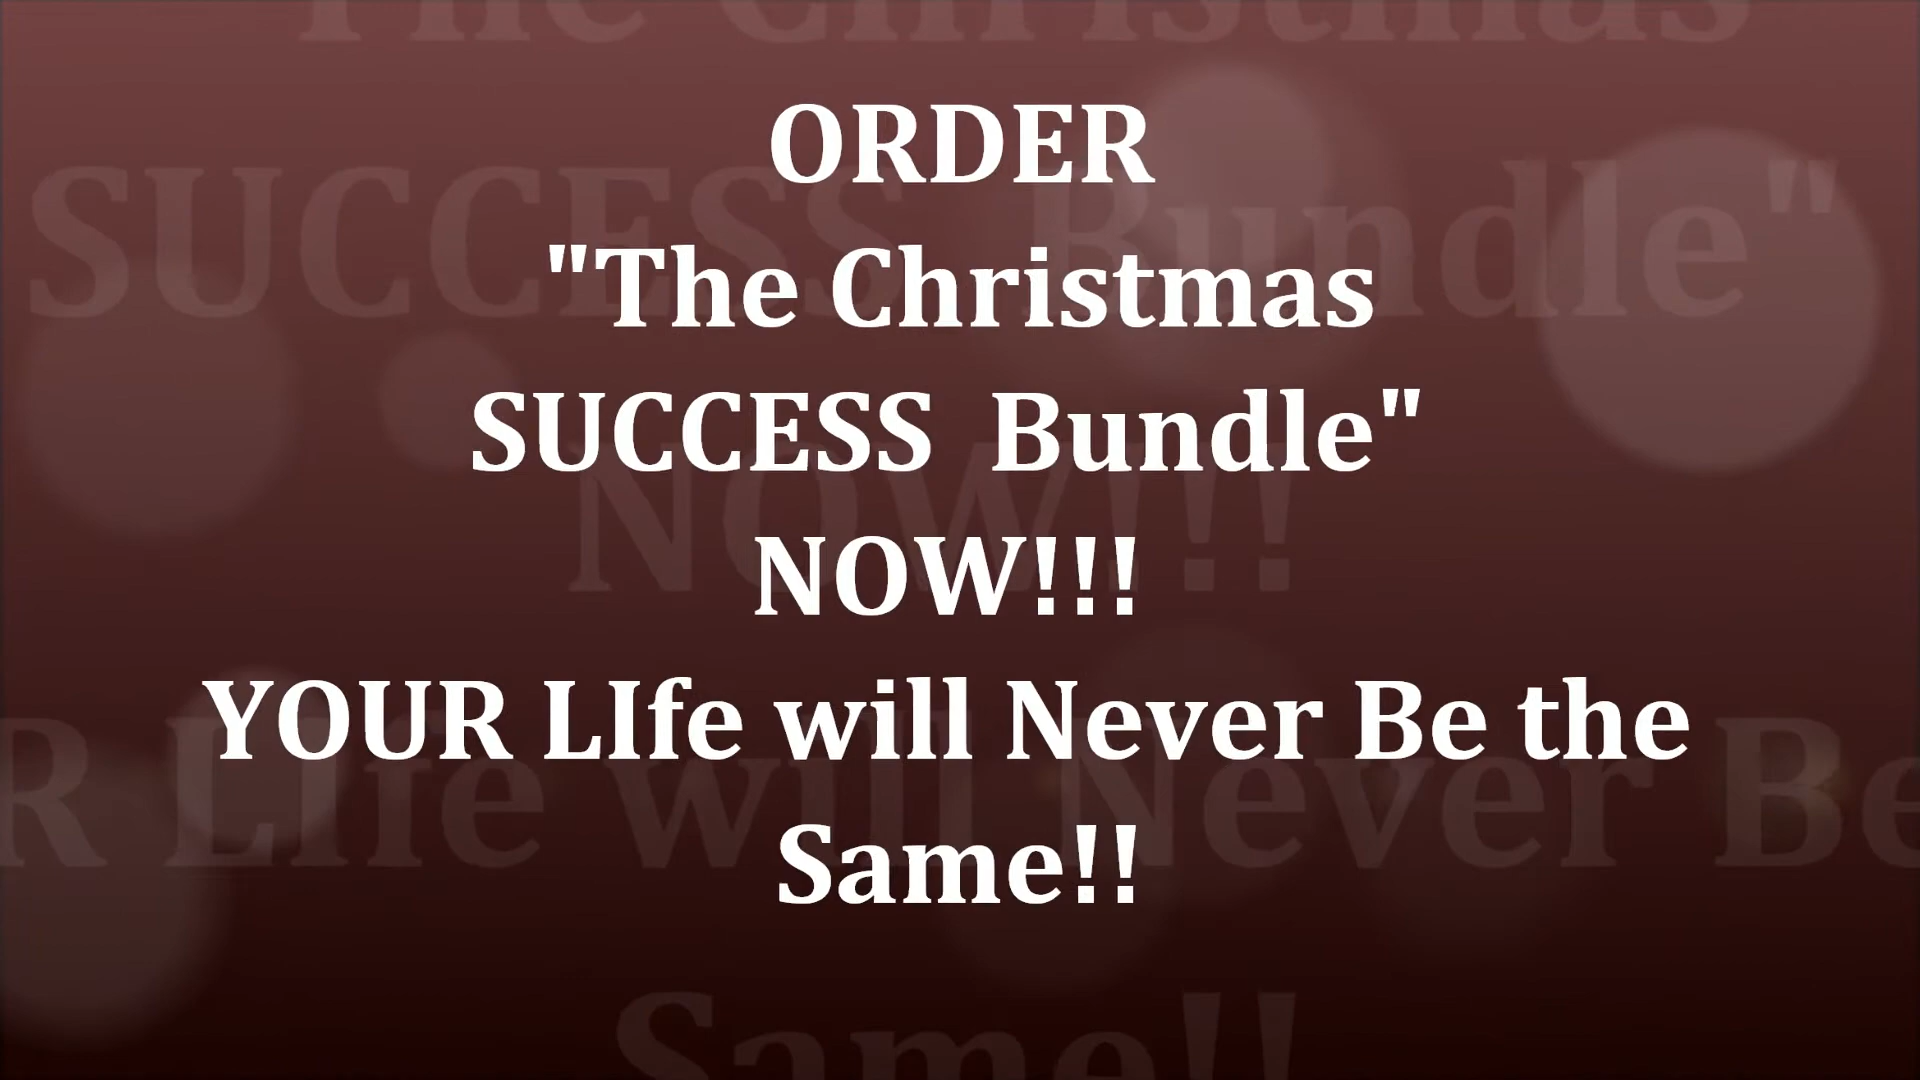 ORDER
"The Christmas
SUCCESS  Bundle"
NOW!!!
YOUR LIfe will Never Be the
Same!!